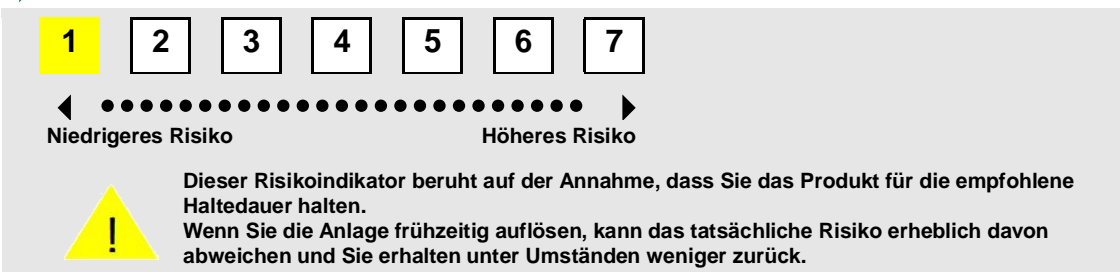 1 2 3 4 5 6 7
Niedrigeres Risiko Höheres Risiko
Dieser Risikoindikator beruht auf der Annahme, dass Sie das Produkt für die empfohlene
Haltedauer halten.
Wenn Sie die Anlage frühzeitig auflösen, kann das tatsächliche Risiko erheblich davon
abweichen und Sie erhalten unter Umständen weniger zurück.
!